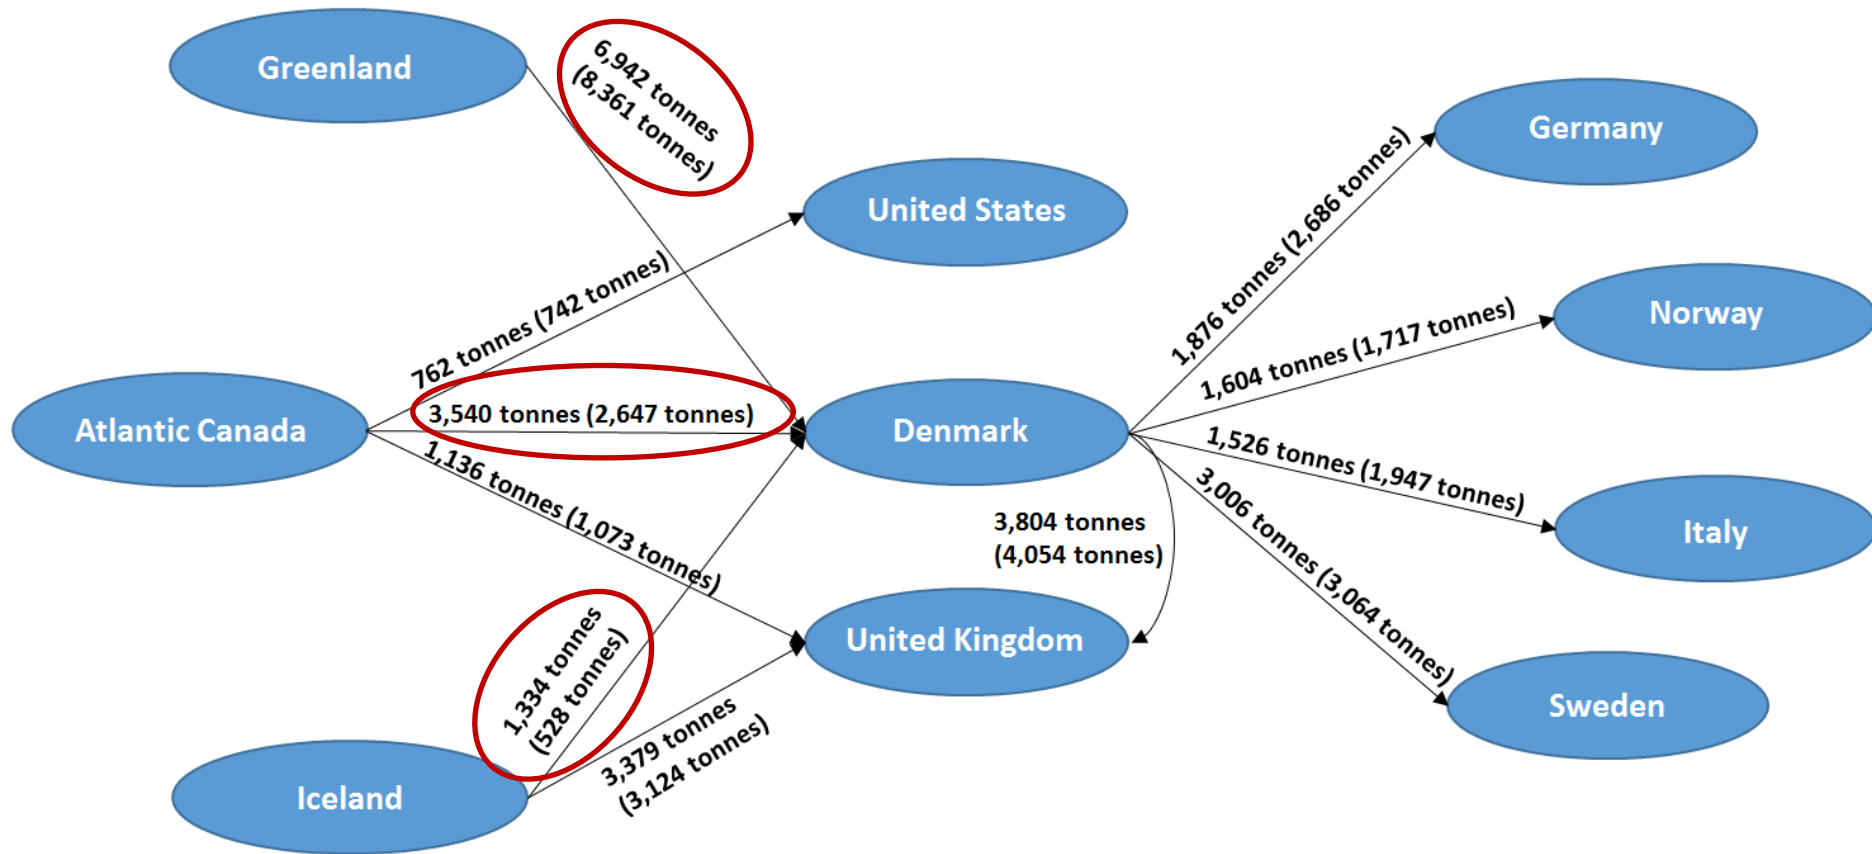 Greenland
6,942 tonnes
(8,361 tonnes)
Germany
United States
1,876 tonnes (2,686 tonnes)
762 tonnes (742 tonnes)
Norway
1,604 tonnes (1,717 tonnes)
Atlantic Canada
3,540 tonnes (2,647 tonnes)
Denmark
1,526 tonnes (1,947 tonnes)
1,136 tonnes (1,073 tonnes)
3,006 tonnes (3,064 tonnes)
3,804 tonnes
(4,054 tonnes)
Italy
United Kingdom
1,334 tonnes
(528 tonnes)
Sweden
3,379 tonnes
(3,124 tonnes)
Iceland